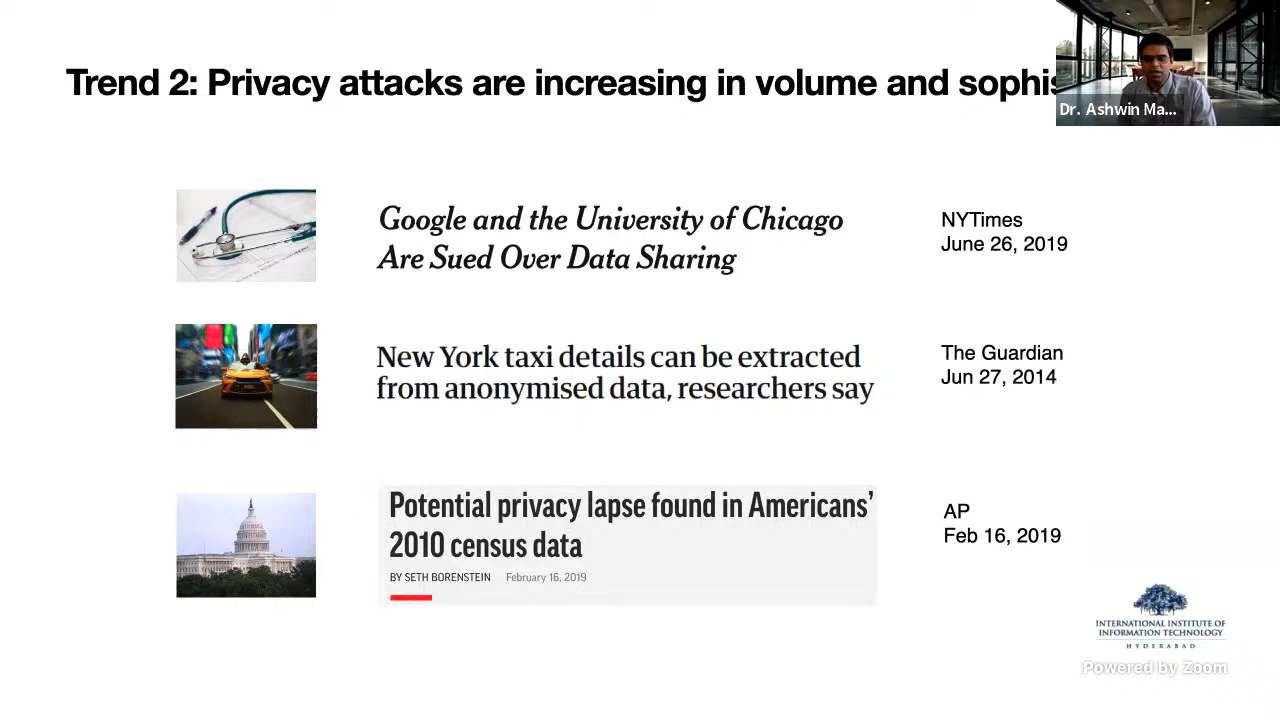 Trend 2: Privacy attacks are increasing in volume and sophis
Dr. Ashwin Ma...
Google and the University of Chicago
Are Sued Over Data Sharing
NYTimes
June 26, 2019
New York taxi details can be extracted
from anonymised data, researchers say
The Guardian
Jun 27, 2014
Potential privacy lapse found in Americans’
2010 census data
BY SETH BORENSTEIN February 16, 2019
AP
Feb 16, 2019
INTERNATIONAL INSTITUTE OF
INFORMATION TECHNOLOGY
HYDERABAD
Powered by Zoom